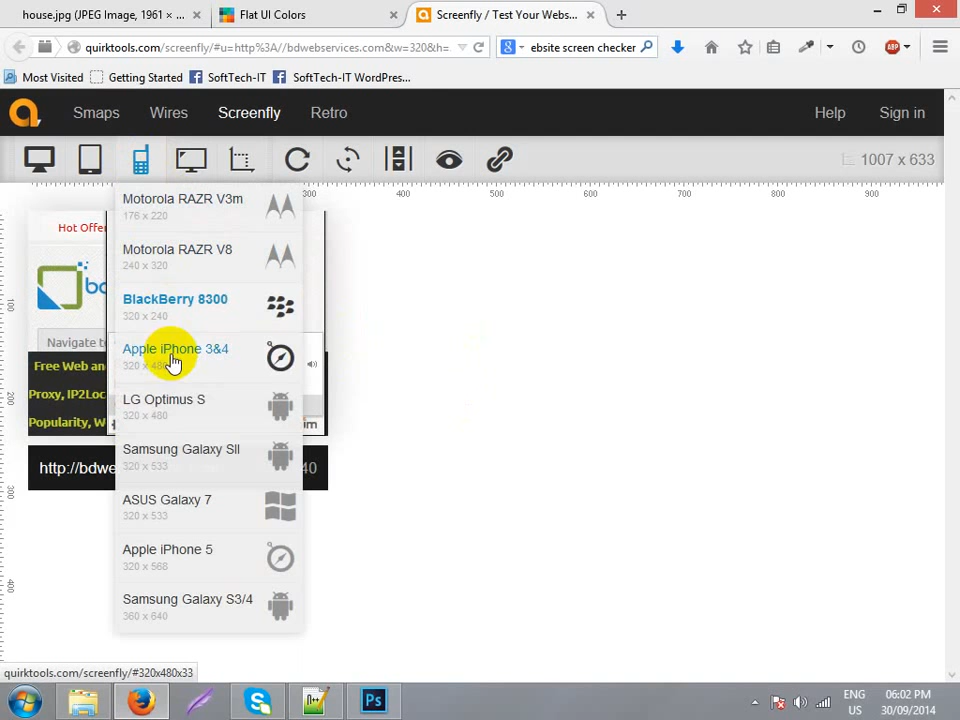 house.jpg (JPEG Image, 1961 × ...
Flat UI Colors
Screenfly / Test Your Webs...
quirktools.com/screenfly/#u=http%3A//bdwebservices.com&w=320&h=
ebsite screen checker
ABP
Most Visited
Getting Started
SoftTech-IT
SoftTech-IT WordPres...
Smaps
Wires
Screenfly
Retro
Help
Sign in
1007 x 633
300
400
500
600
700
800
900
Motorola RAZR V3m
176 x 220
Motorola RAZR V8
240 x 320
BlackBerry 8300
320 x 240
Apple iPhone 3&4
320 x 480
LG Optimus S
320 x 480
Samsung Galaxy SII
320 x 533
ASUS Galaxy 7
320 x 533
Apple iPhone 5
320 x 568
Samsung Galaxy S3/4
360 x 640
Hot Offer
Navigate to
Free Web an
Proxy, IP2Loc
Popularity, W
http://bdwe
40
100
200
300
400
quirktools.com/screenfly/#320x480x33
Ps
ENG
US
06:02 PM
30/09/2014